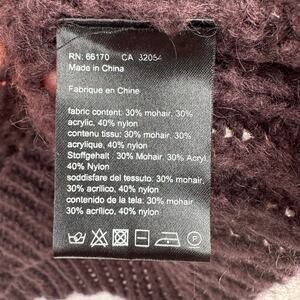 RN: 66170 CA 32054
Made in China
Fabrique en Chine
fabric content: 30% mohair, 30%
acrylic, 40% nylon
contenu tissu: 30% mohair, 30%
acrylique, 40% nylon
Stoffgehalt : 30% Mohair, 30% Acryl,
40% Nylon
soddisfare del tessuto: 30% mohair,
30% acrilico, 40% nylon
contenido de la tela: 30% mohair,
30% acrílico, 40% nylon
P